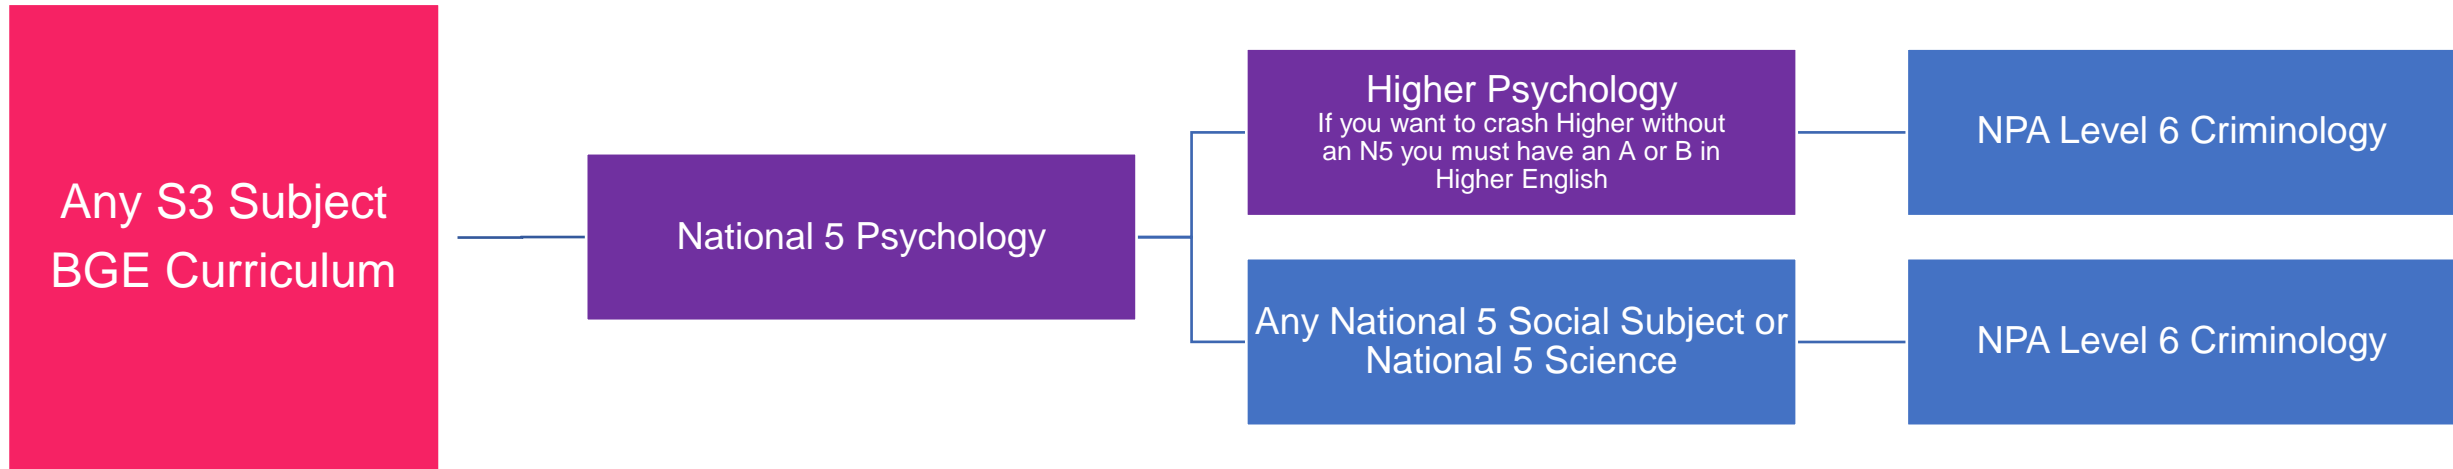 Any S3 Subject
BGE Curriculum
National 5 Psychology
Higher Psychology
If you want to crash Higher without
an N5 you must have an A or B in
Higher English
NPA Level 6 Criminology
Any National 5 Social Subject or
National 5 Science
NPA Level 6 Criminology